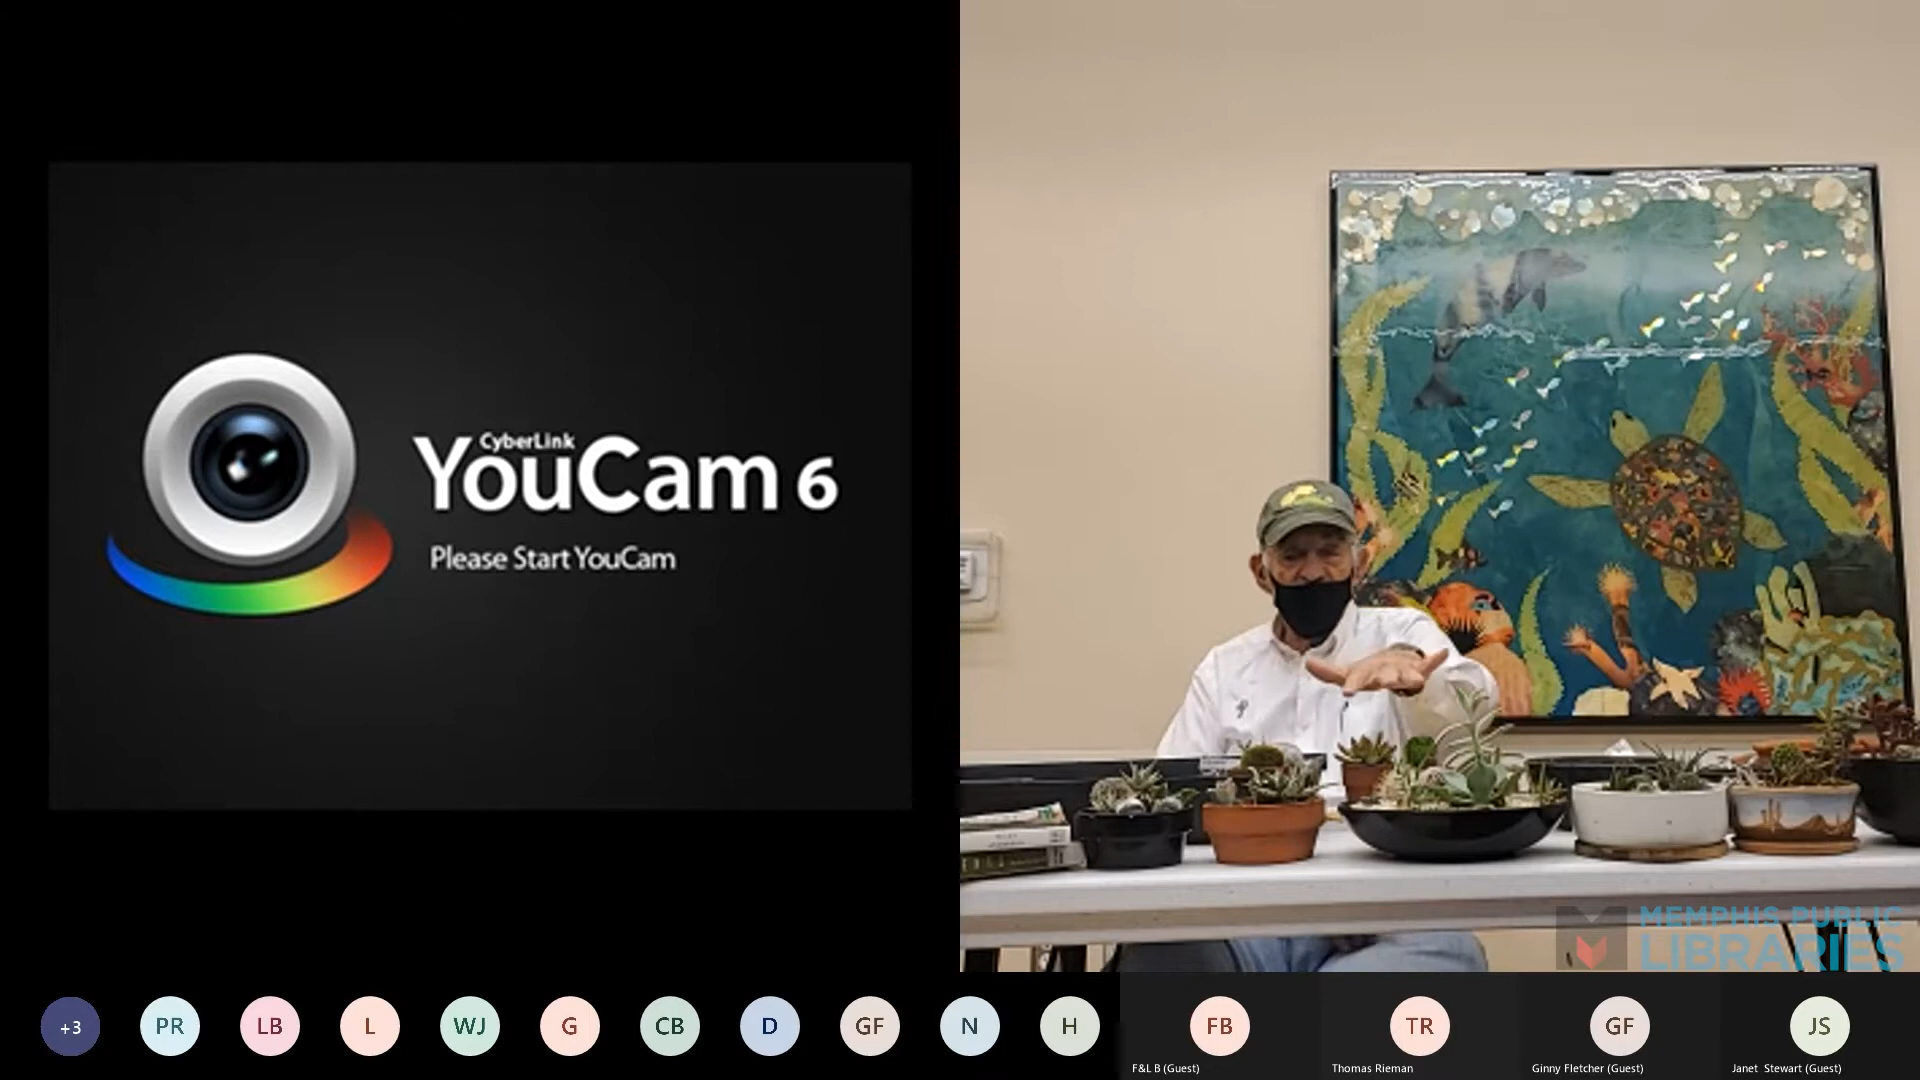 CyberLink
YouCam 6
Please Start YouCam
MEMPHIS PUBLIC
LIBRARIES
+3
PR
LB
L
WJ
G
CB
D
GF
N
H
FB
TR
GF
JS
F&L B (Guest)
Thomas Rieman
Ginny Fletcher (Guest)
Janet Stewart (Guest)